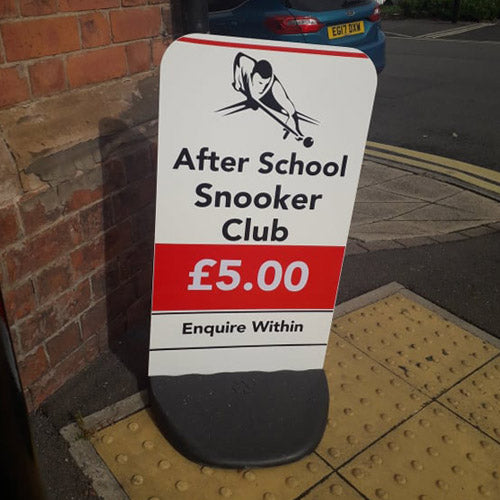 EG17 DXW
After School
Snooker
Club
£5.00
Enquire Within